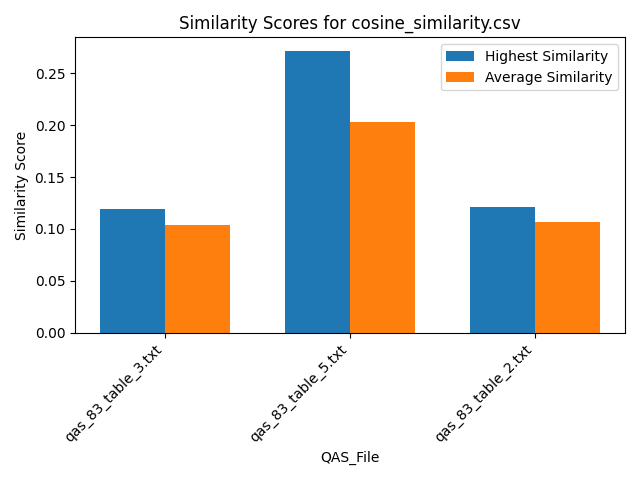 Similarity Scores for cosine_similarity.csv
Highest Similarity
Average Similarity
Similarity Score
0.25
0.20
0.15
0.10
0.05
0.00
qas_83_table_3.txt
qas_83_table_5.txt
qas_83_table_2.txt
QAS_File